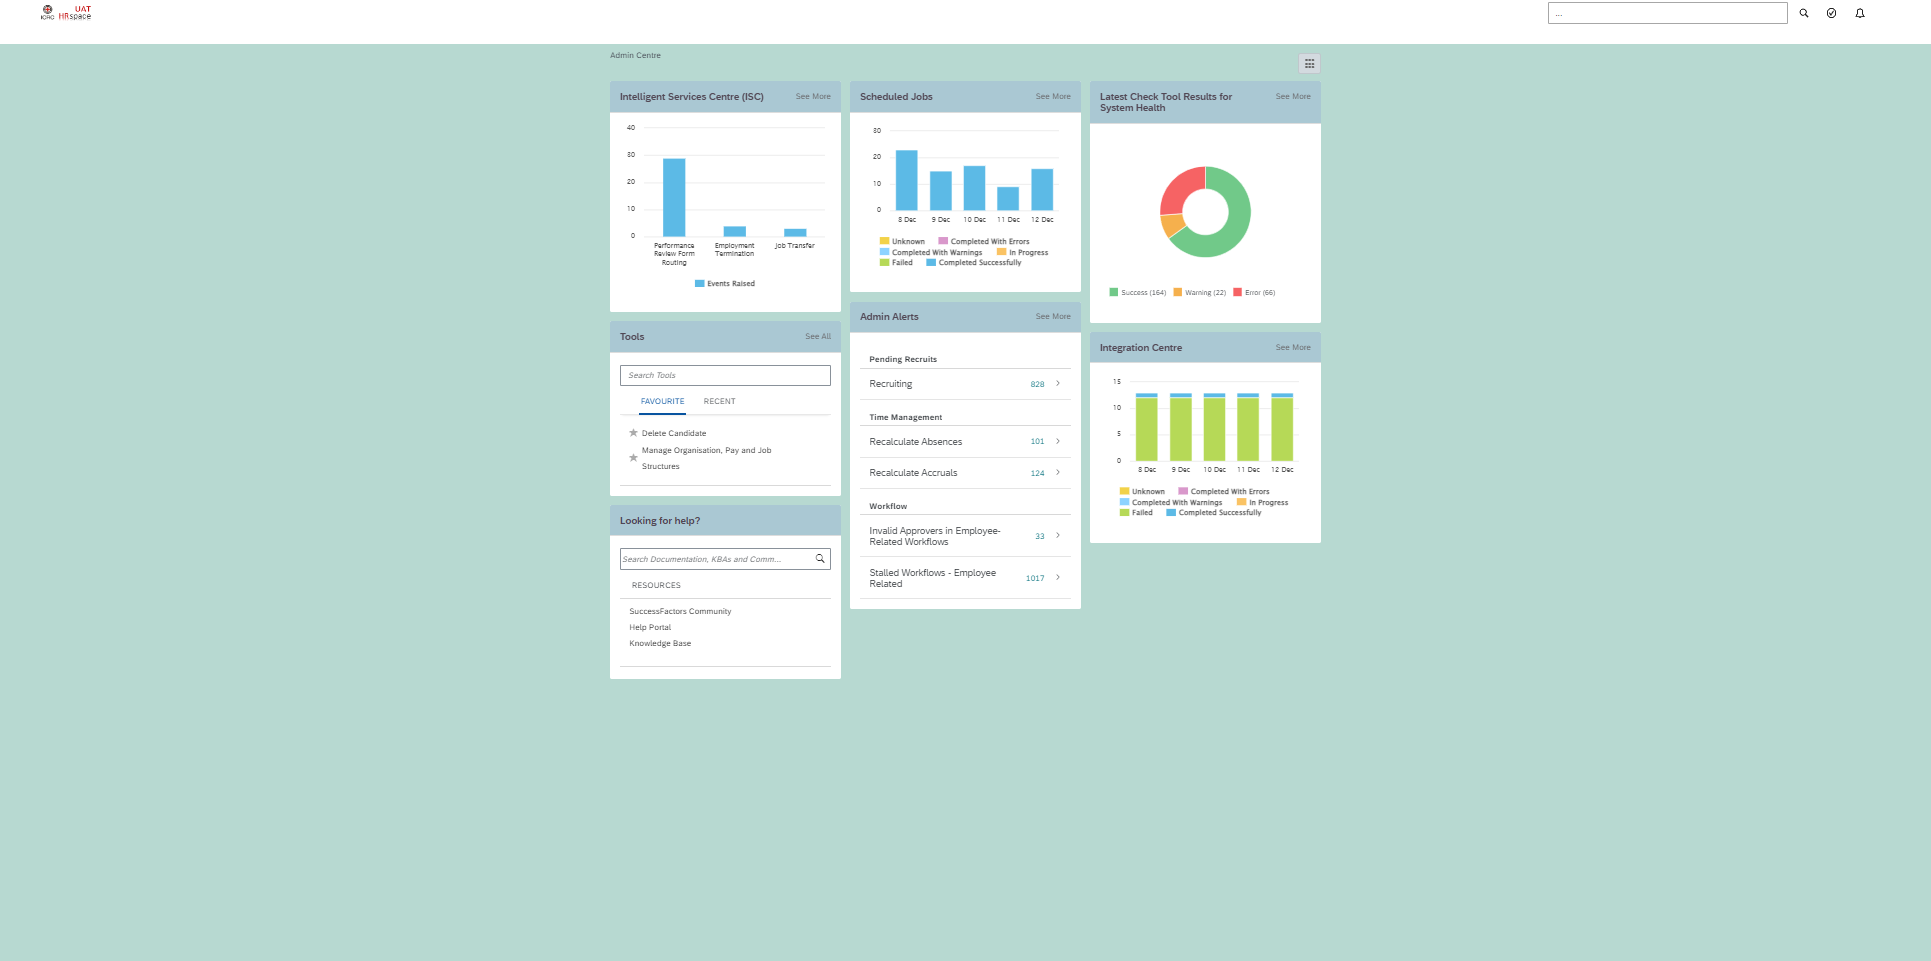 ICRC
UAT
HRspace
...
Admin Centre
Intelligent Services Centre (ISC)
See More
40
30
20
10
0
Performance
Review Form
Routing
Employment
Termination
Job Transfer
Events Raised
Tools
See All
Search Tools
FAVOURITE
RECENT
Delete Candidate
Manage Organisation, Pay and Job
Structures
Looking for help?
Search Documentation, KBAs and Comm...
RESOURCES
SuccessFactors Community
Help Portal
Knowledge Base
Scheduled Jobs
See More
30
20
10
0
8 Dec 9 Dec 10 Dec 11 Dec 12 Dec
Unknown Completed With Errors
Completed With Warnings In Progress
Failed Completed Successfully
Admin Alerts
See More
Pending Recruits
Recruiting 828
Time Management
Recalculate Absences 101
Recalculate Accruals 124
Workflow
Invalid Approvers in Employee-
Related Workflows
33
Stalled Workflows - Employee
Related
1017
Latest Check Tool Results for
System Health
See More
Success (164) Warning (22) Error (66)
Integration Centre
See More
15
10
5
0
8 Dec 9 Dec 10 Dec 11 Dec 12 Dec
Unknown Completed With Errors
Completed With Warnings In Progress
Failed Completed Successfully